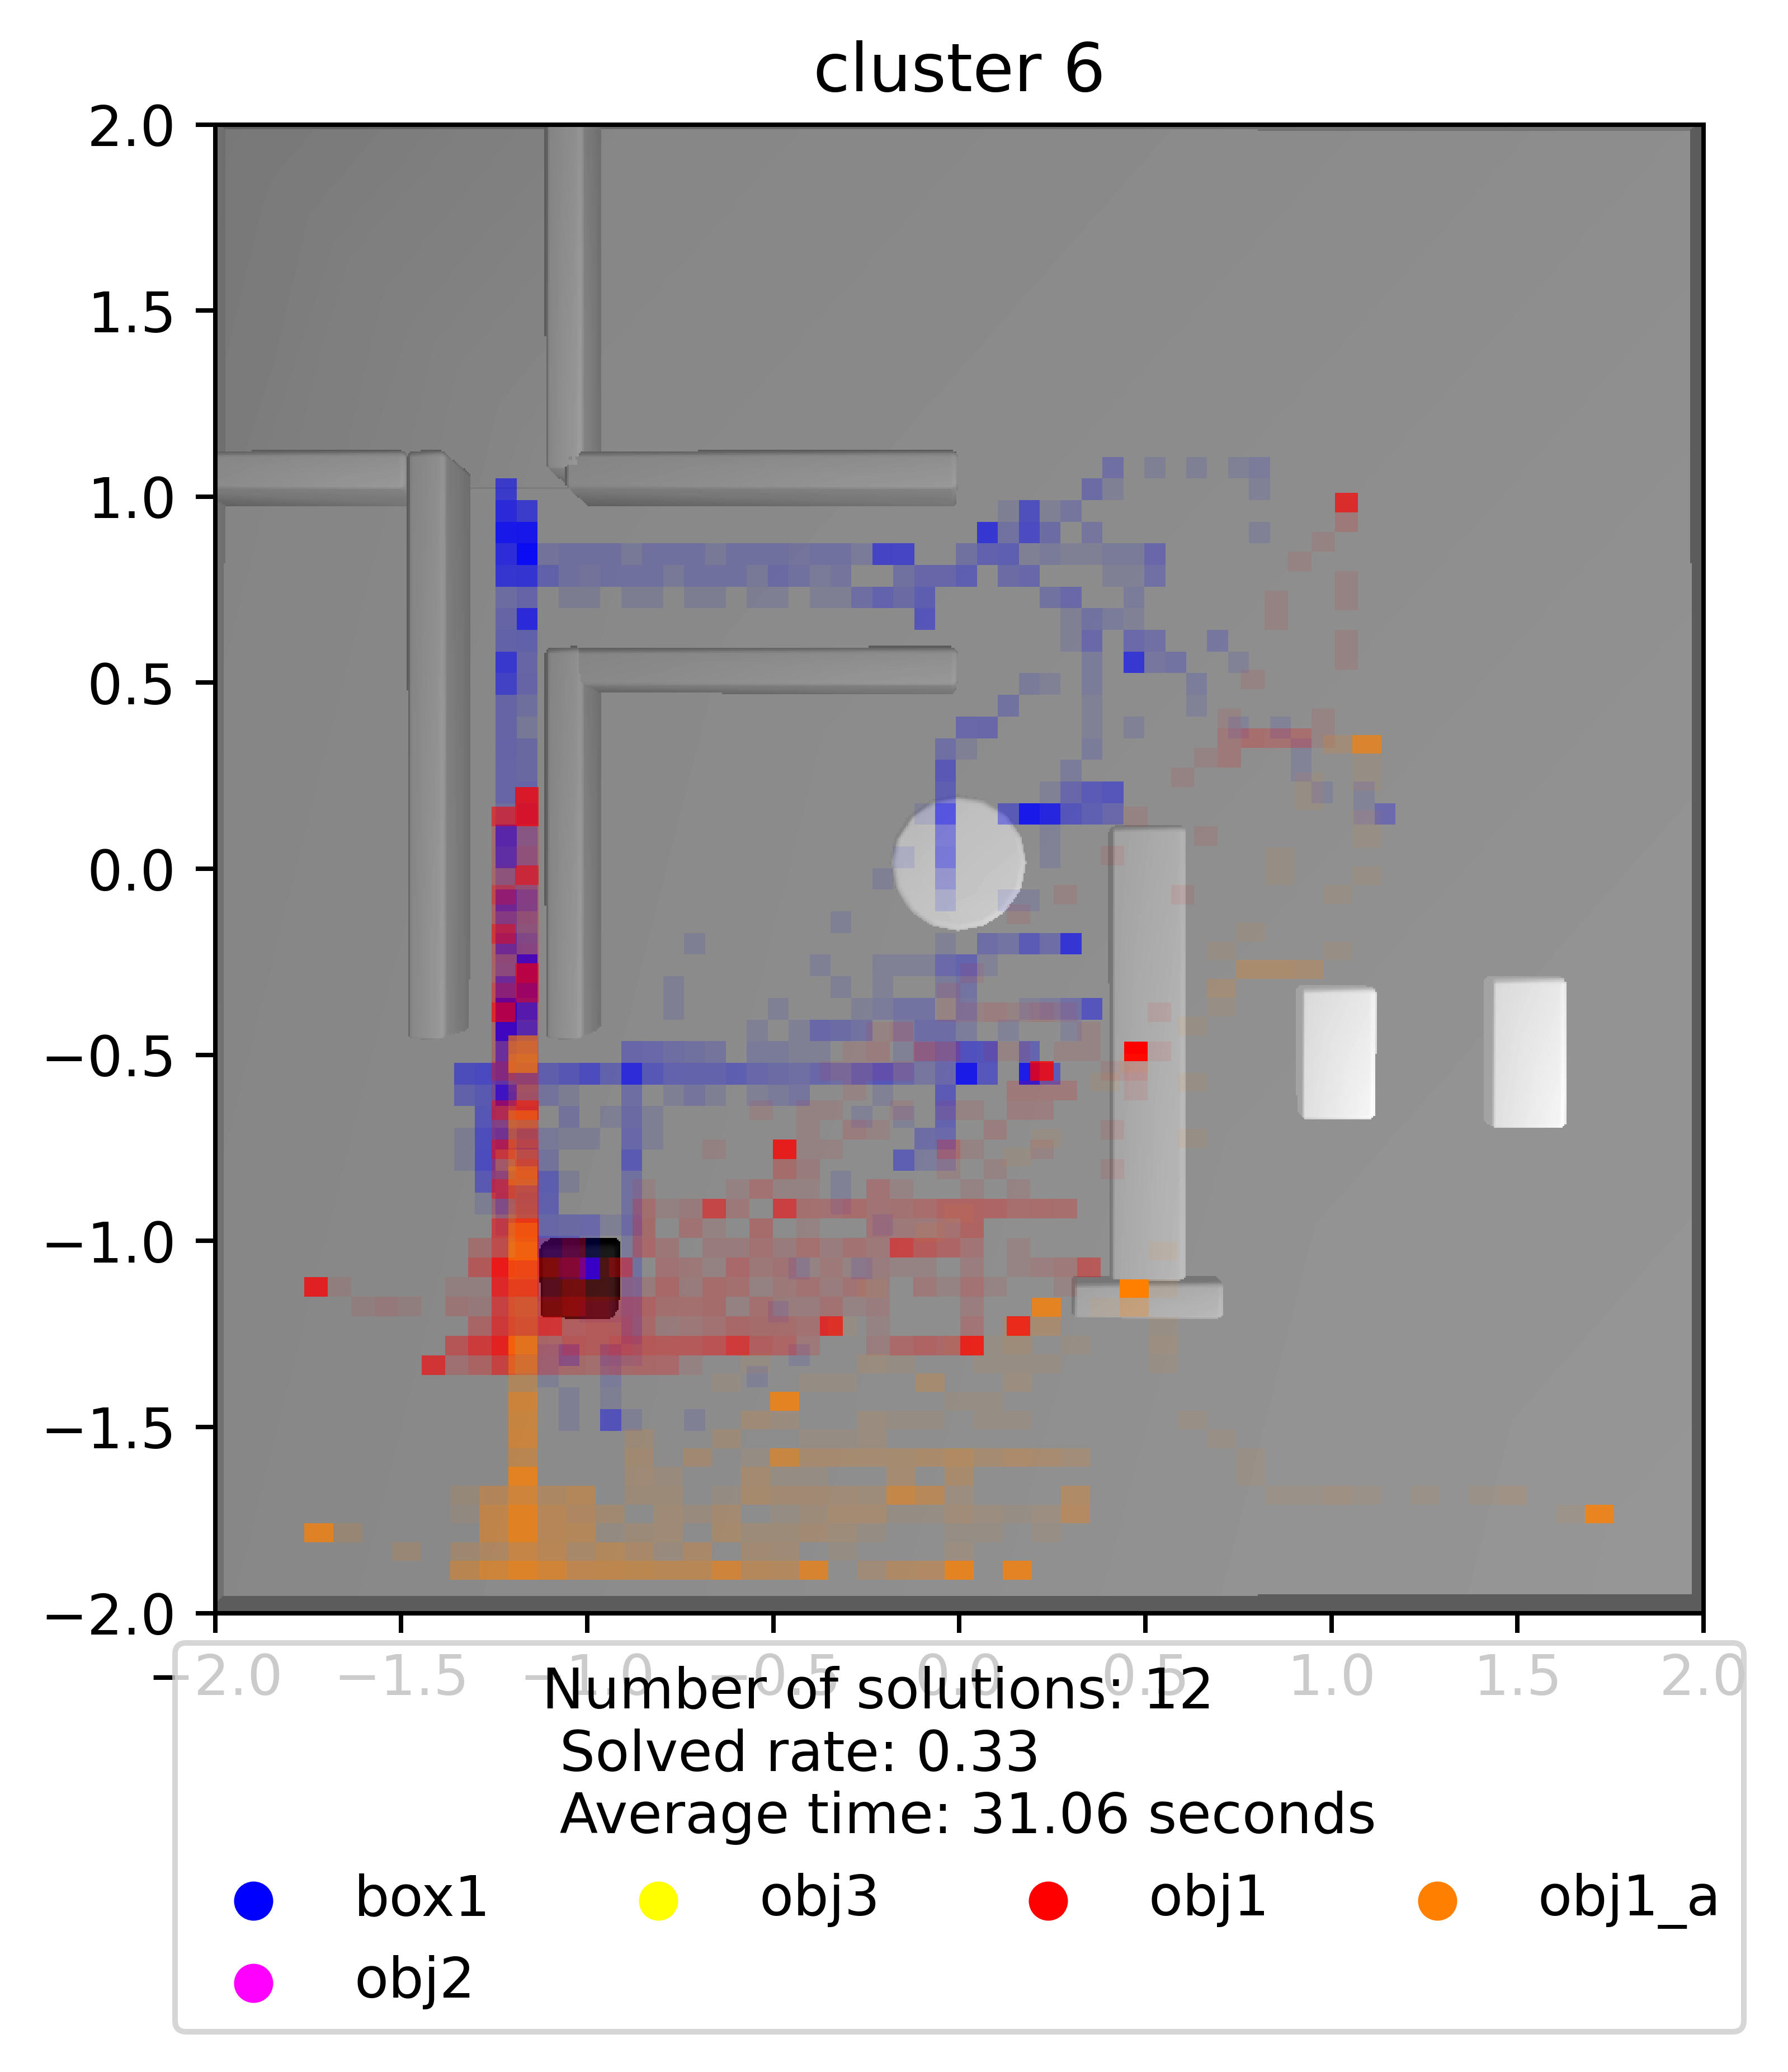 cluster 6
2.0
1.5
1.0
0.5
0.0
−0.5
−1.0
−1.5
−2.0
−2.0 −1.5 −1.0 −0.5 0.0 0.5 1.0 1.5 2.0
Number of solutions: 12
Solved rate: 0.33
Average time: 31.06 seconds
box1 obj3 obj1 obj1_a
obj2